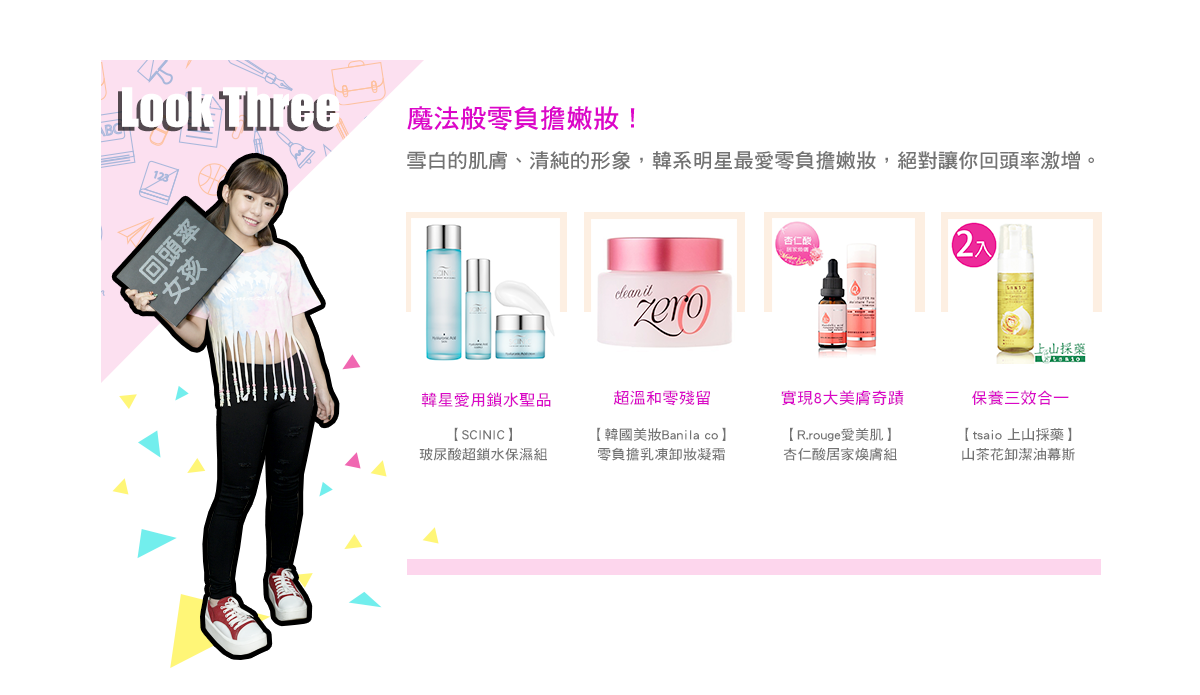 Look Three
魔法般零負擔嫩妝！
雪白的肌膚、清純的形象，韓系明星最愛零負擔嫩妝，絕對讓你回頭率激增。
ABC
123
回頭率
女孩
clean it
zero
杏仁酸
2入
tsaio
上山採藥
tsaio
韓星愛用鎖水聖品
【SCINIC】
玻尿酸超鎖水保濕組
超溫和零殘留
【韓國美妝Banila co】
零負擔乳凍卸妝凝霜
實現8大美膚奇蹟
【R.rouge愛美肌】
杏仁酸居家煥膚組
保養三效合一
【tsaio 上山採藥】
山茶花卸潔油幕斯